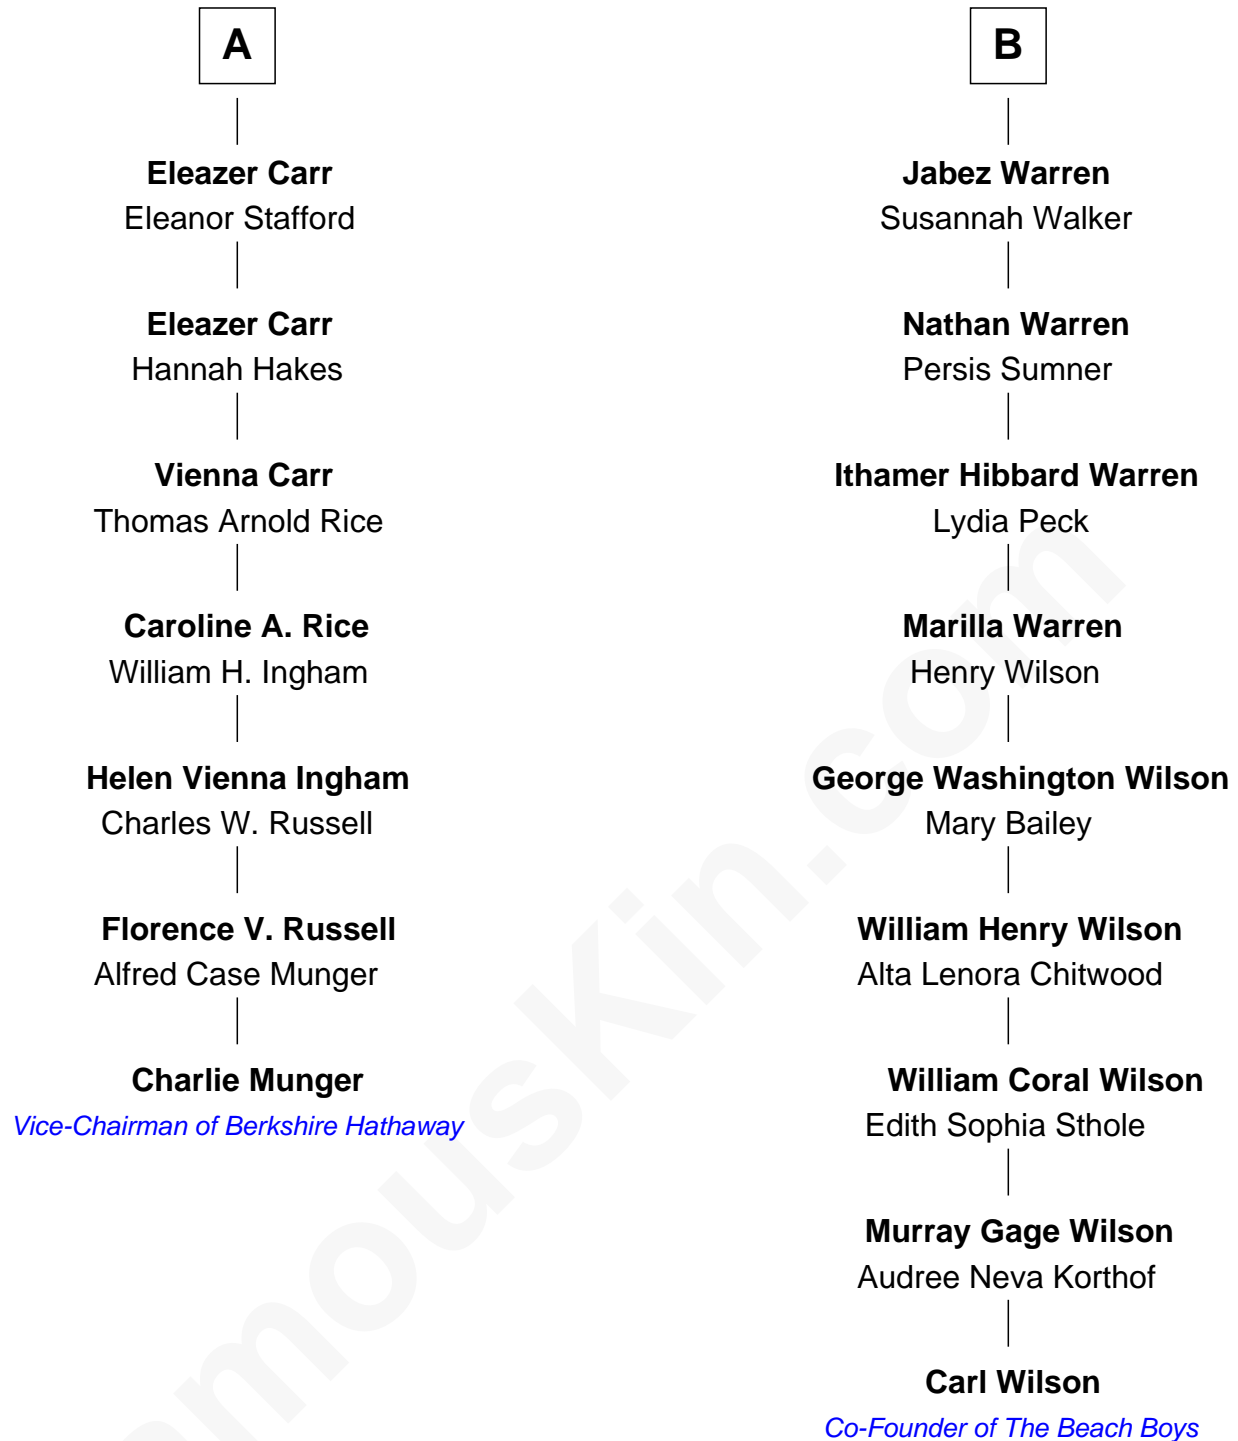 A
Eleazer Carr
Eleanor Stafford
Eleazer Carr
Hannah Hakes
Vienna Carr
Thomas Arnold Rice
Caroline A. Rice
William H. Ingham
Helen Vienna Ingham
Charles W. Russell
Florence V. Russell
Alfred Case Munger
Charlie Munger
Vice-Chairman of Berkshire Hathaway
B
Jabez Warren
Susannah Walker
Nathan Warren
Persis Sumner
Ithamer Hibbard Warren
Lydia Peck
Marilla Warren
Henry Wilson
George Washington Wilson
Mary Bailey
William Henry Wilson
Alta Lenora Chitwood
William Coral Wilson
Edith Sophia Sthole
Murray Gage Wilson
Audree Neva Korthof
Carl Wilson
Co-Founder of The Beach Boys
amousKin.com